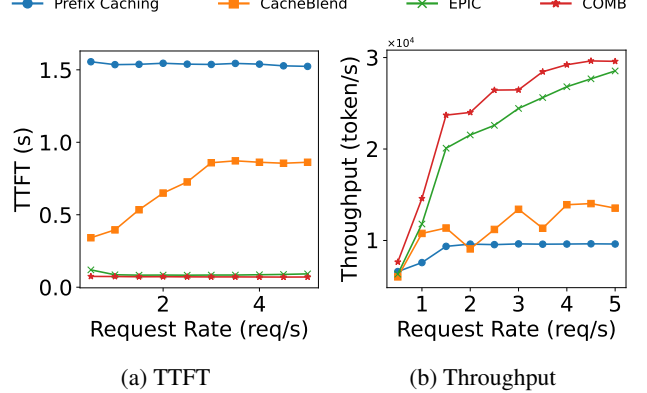 Prefix Caching CacheBlend EPIC COMB
TTFT (s)
1.5
1.0
0.5
0.0
2 4
Request Rate (req/s)
(a) TTFT
×10⁴
Throughput (token/s)
3
2
1
1 2 3 4 5
Request Rate (req/s)
(b) Throughput